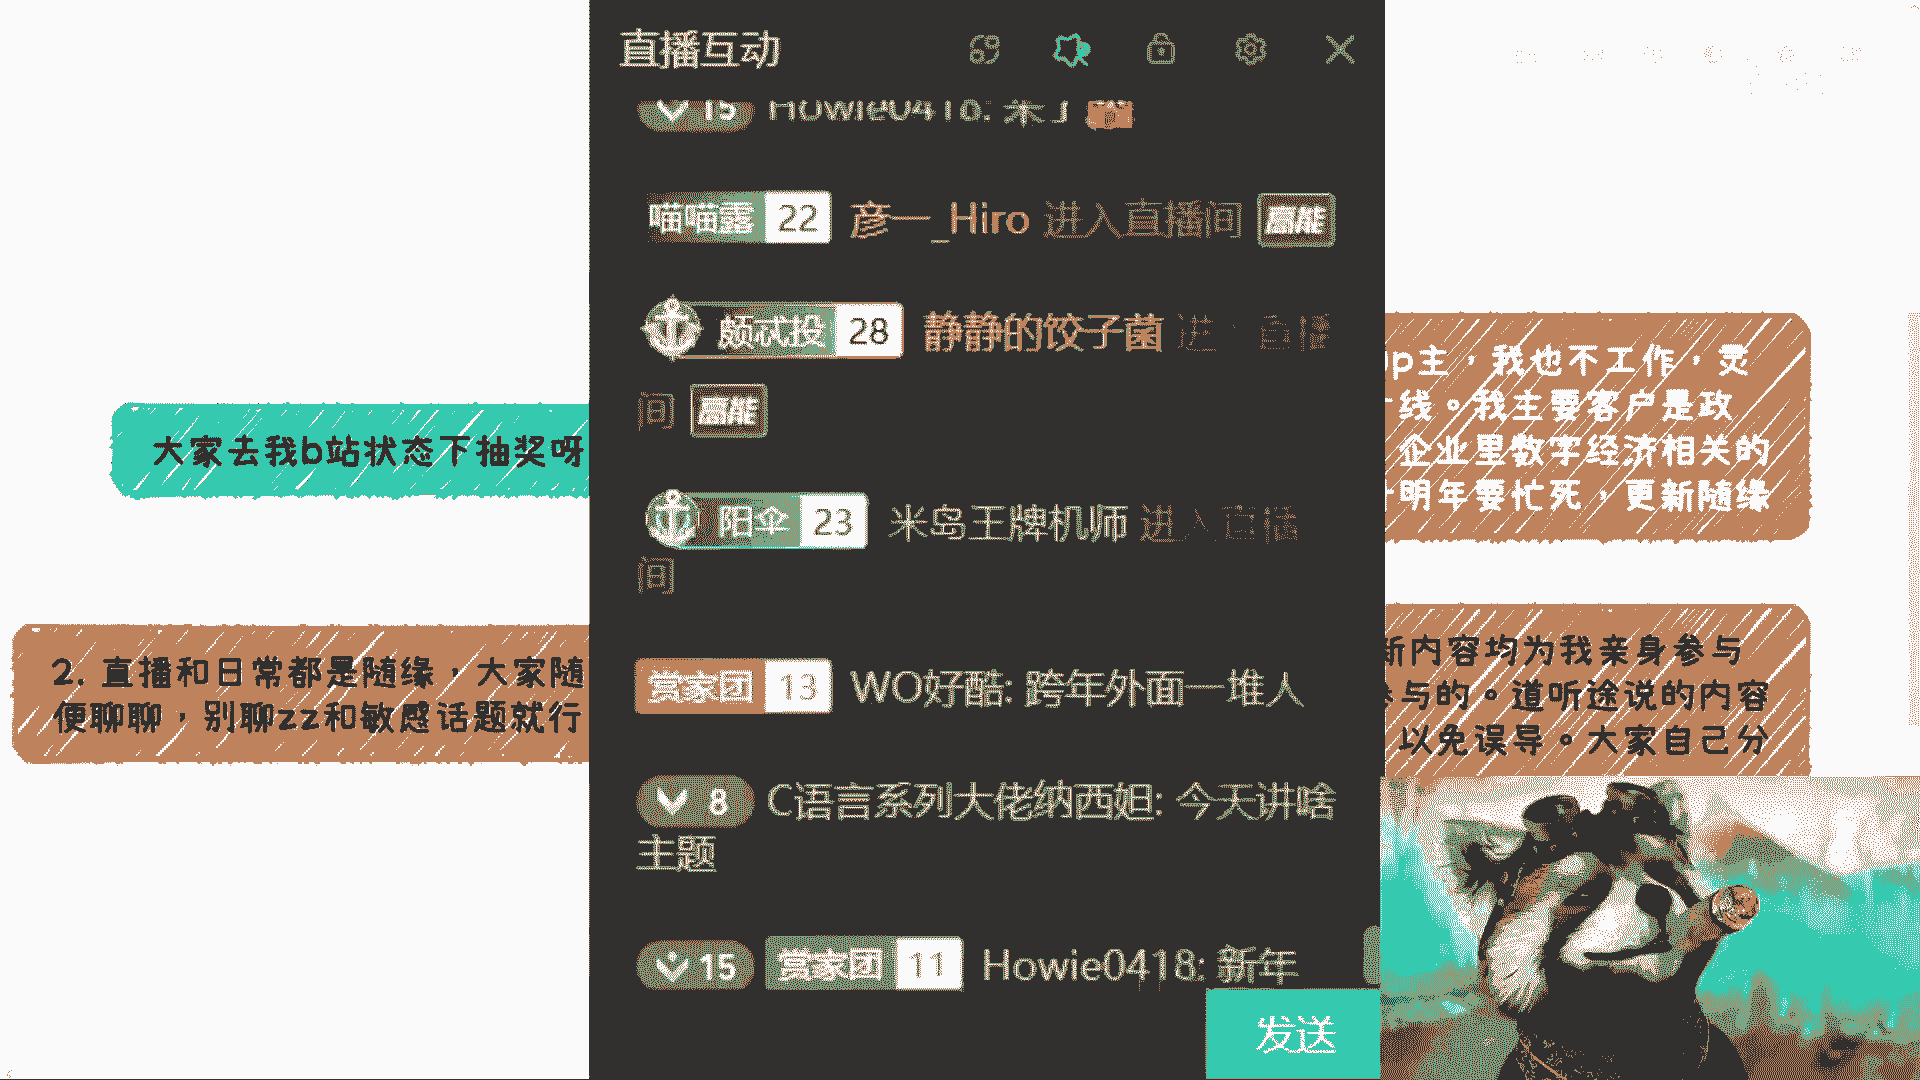 直播互动
15 Howie0418: 来了
喵喵露 22 彦一_Hiro 进入直播间 高能
28 静静的饺子菌 进入直播
间 高能
阳伞 23 米岛王牌机师 进入直播
间
赏家团 13 WO好酷: 跨年外面一堆人
8 C语言系列大佬纳西妲: 今天讲啥
主题
15 赏家团 11 Howie0418: 新年
发送
大家去我b站状态下抽奖呀
2. 直播和日常都是随缘，大家随
便聊聊，别聊zz和敏感话题就行
up主，我也不工作，灵
线。我主要客户是政
企业里数字经济相关的
明年要忙死，更新随缘
新内容均为我亲身参与
参与的。道听途说的内容
以免误导。大家自己分